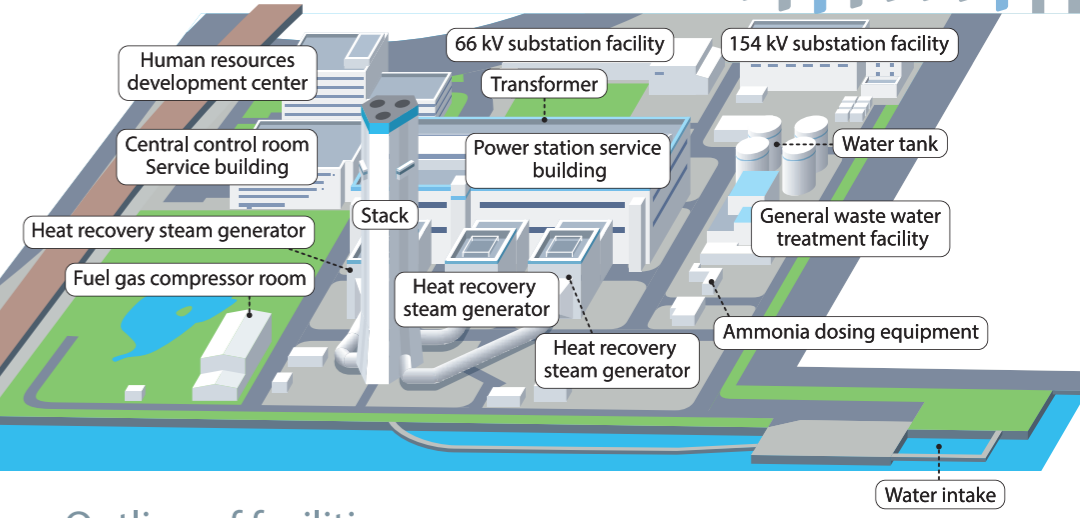 66 kV substation facility
154 kV substation facility
Human resources
development center
Transformer
Central control room
Service building
Power station service
building
Water tank
Stack
Heat recovery steam generator
General waste water
treatment facility
Fuel gas compressor room
Heat recovery
steam generator
Ammonia dosing equipment
Heat recovery
steam generator
Water intake